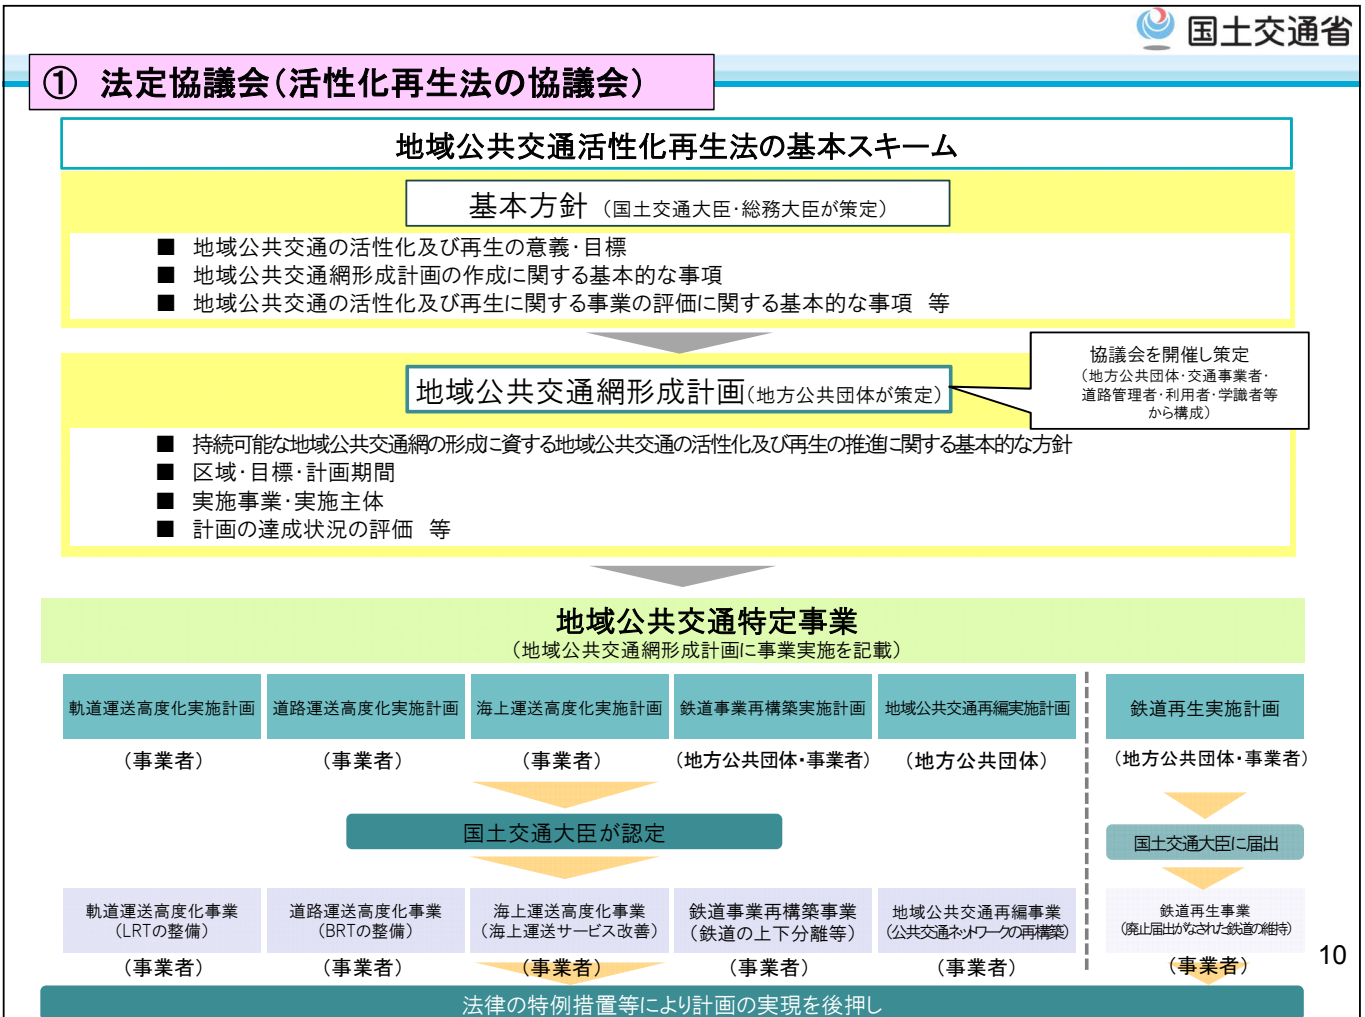 国土交通省
① 法定協議会（活性化再生法の協議会）
地域公共交通活性化再生法の基本スキーム
基本方針（国土交通大臣・総務大臣が策定）
■ 地域公共交通の活性化及び再生の意義・目標
■ 地域公共交通網形成計画の作成に関する基本的な事項
■ 地域公共交通の活性化及び再生に関する事業の評価に関する基本的な事項 等
協議会を開催し策定
（地方公共団体・交通事業者・
道路管理者・利用者・学識者等
から構成）
地域公共交通網形成計画（地方公共団体が策定）
■ 持続可能な地域公共交通網の形成に資する地域公共交通の活性化及び再生の推進に関する基本的な方針
■ 区域・目標・計画期間
■ 実施事業・実施主体
■ 計画の達成状況の評価 等
地域公共交通特定事業
（地域公共交通網形成計画に事業実施を記載）
軌道運送高度化実施計画 道路運送高度化実施計画 海上運送高度化実施計画 鉄道事業再構築実施計画 地域公共交通再編実施計画 鉄道再生実施計画
（事業者） （事業者） （事業者） （地方公共団体・事業者） （地方公共団体） （地方公共団体・事業者）
国土交通大臣が認定 国土交通大臣に届出
軌道運送高度化事業 道路運送高度化事業 海上運送高度化事業 鉄道事業再構築事業 地域公共交通再編事業 鉄道再生事業
（LRTの整備） （BRTの整備） （海上運送サービス改善） （鉄道の上下分離等） （公共交通ネットワークの再構築） （廃止届出がなされた鉄道の維持）
（事業者） （事業者） （事業者） （事業者） （事業者） （事業者）
10
法律の特例措置等により計画の実現を後押し